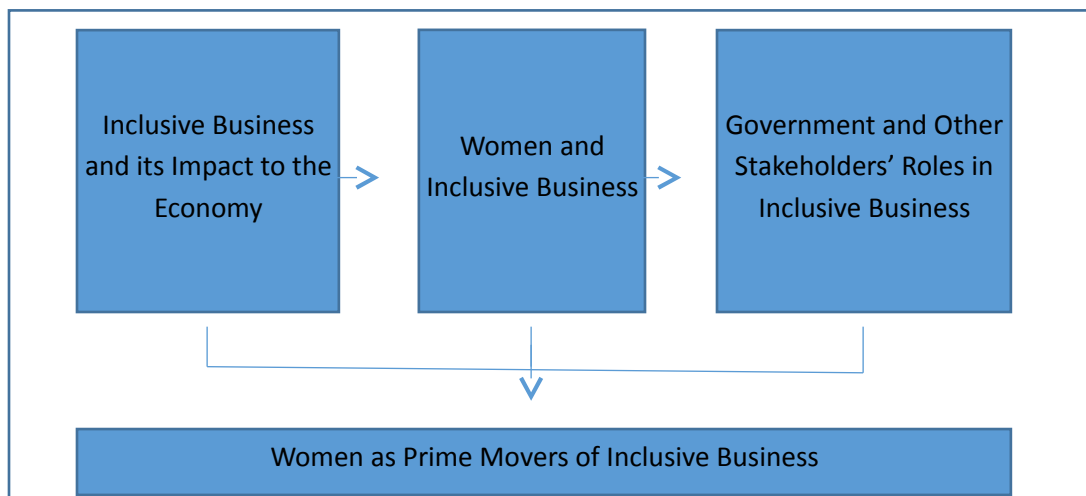 Inclusive Business
and its Impact to the
Economy
Women and
Inclusive Business
Government and Other
Stakeholders’ Roles in
Inclusive Business
Women as Prime Movers of Inclusive Business